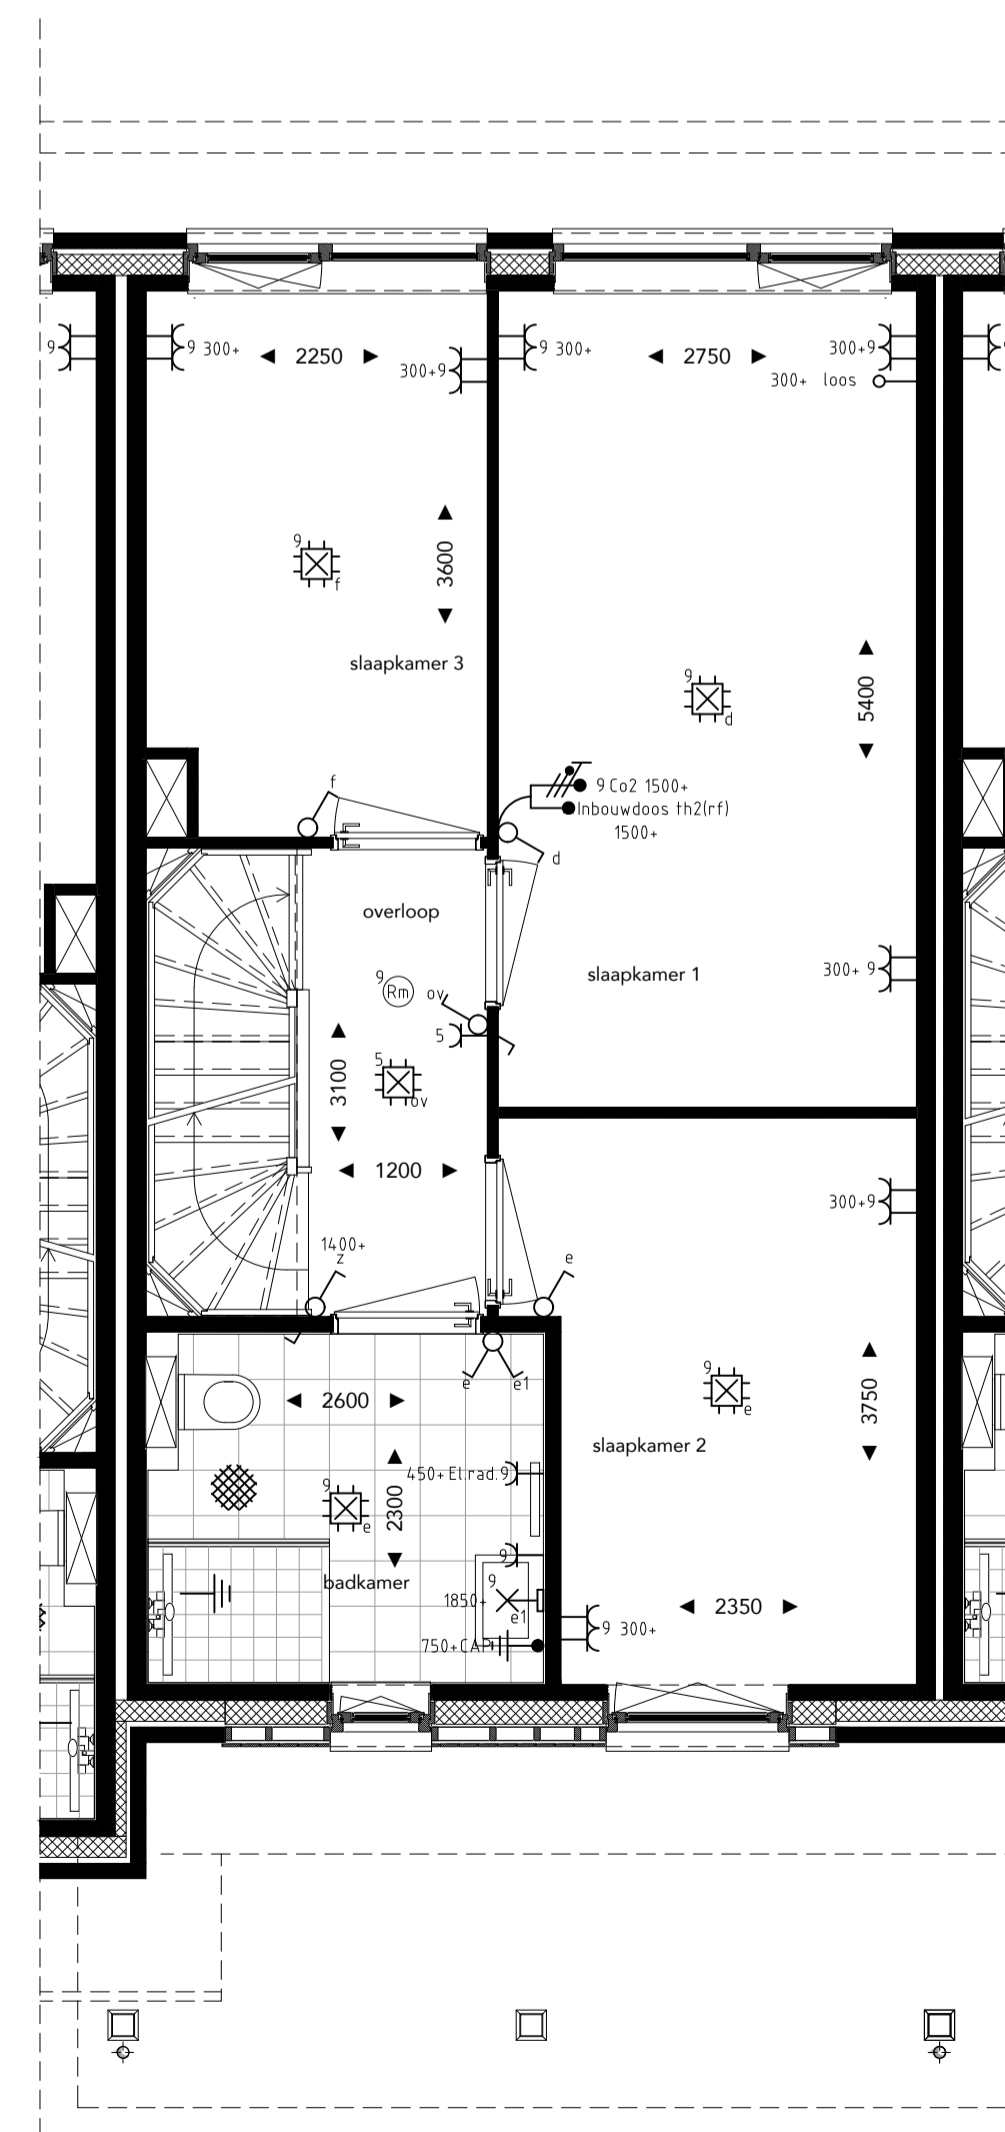 9
9 300+
2250
300+9
9 300+
2750
300+9
300+ loos
9
f
3600
slaapkamer 3
9
d
5400
f
9 Co2 1500+
Inbouwdoos th2(rf)
1500+
d
overloop
slaapkamer 1
300+ 9
9
Rm
ov
5
5
ov
3100
1200
300+9
1400+
z
e
e
e1
2600
9
e
3750
slaapkamer 2
450+El.rad.9
9
e
2300
9
badkamer
9
1850+
e1
2350
9 300+
750+CAP